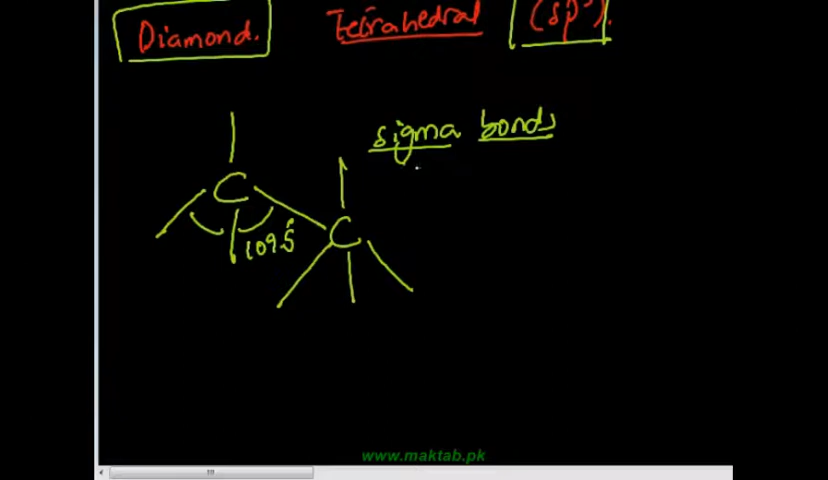 Diamond. Tetrahedral (sp³).
sigma bonds
C
C
109.5°
www.maktab.pk